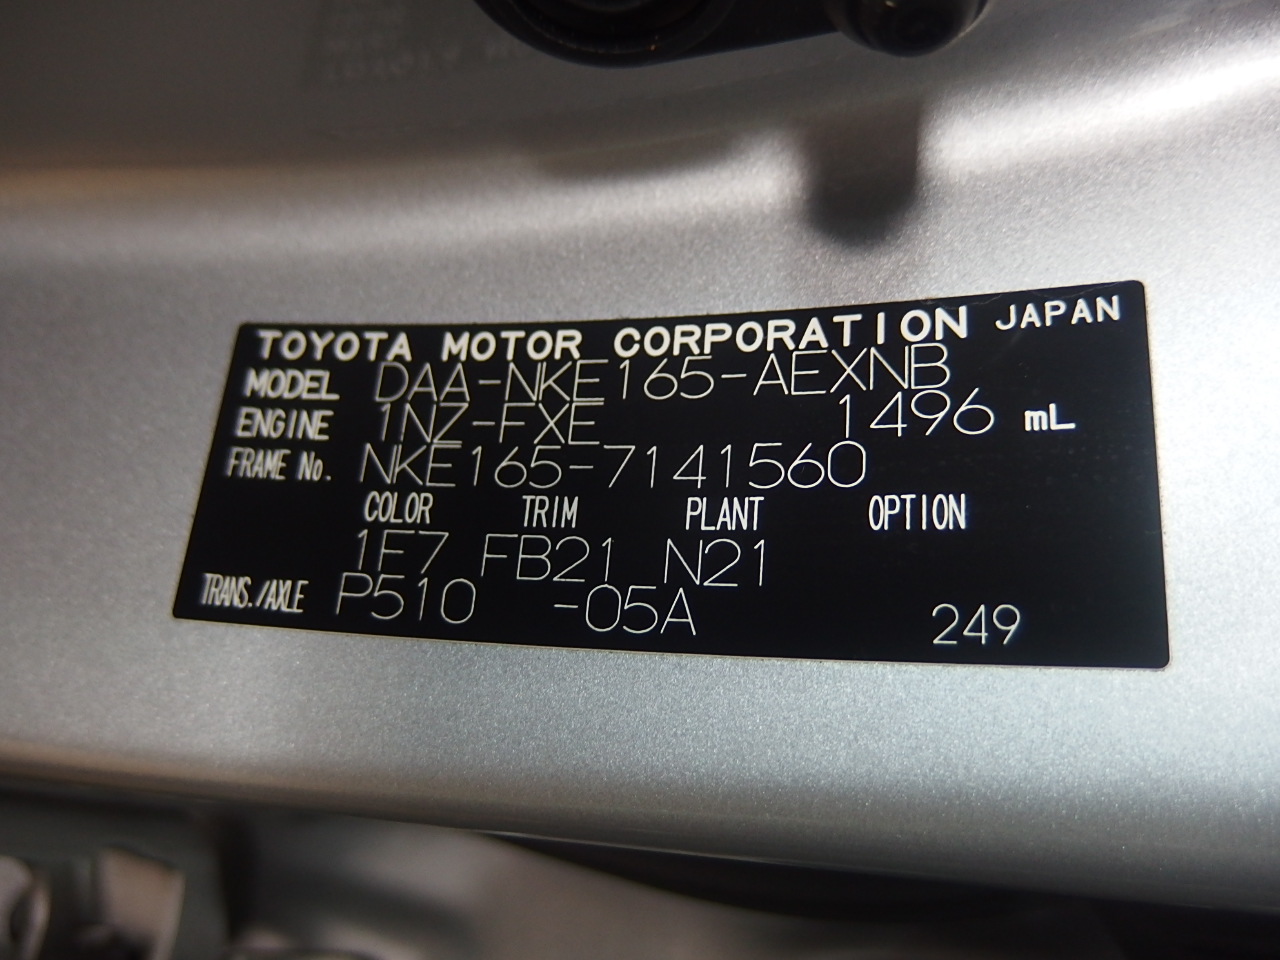 TOYOTA MOTOR CORPORATION JAPAN
MODEL DAA-NKE165-AEXNB
ENGINE 1NZ-FXE 1496 mL
FRAME No. NKE165-7141560
COLOR TRIM PLANT OPTION
1F7 FB21 N21
TRANS./AXLE P510 -05A 249